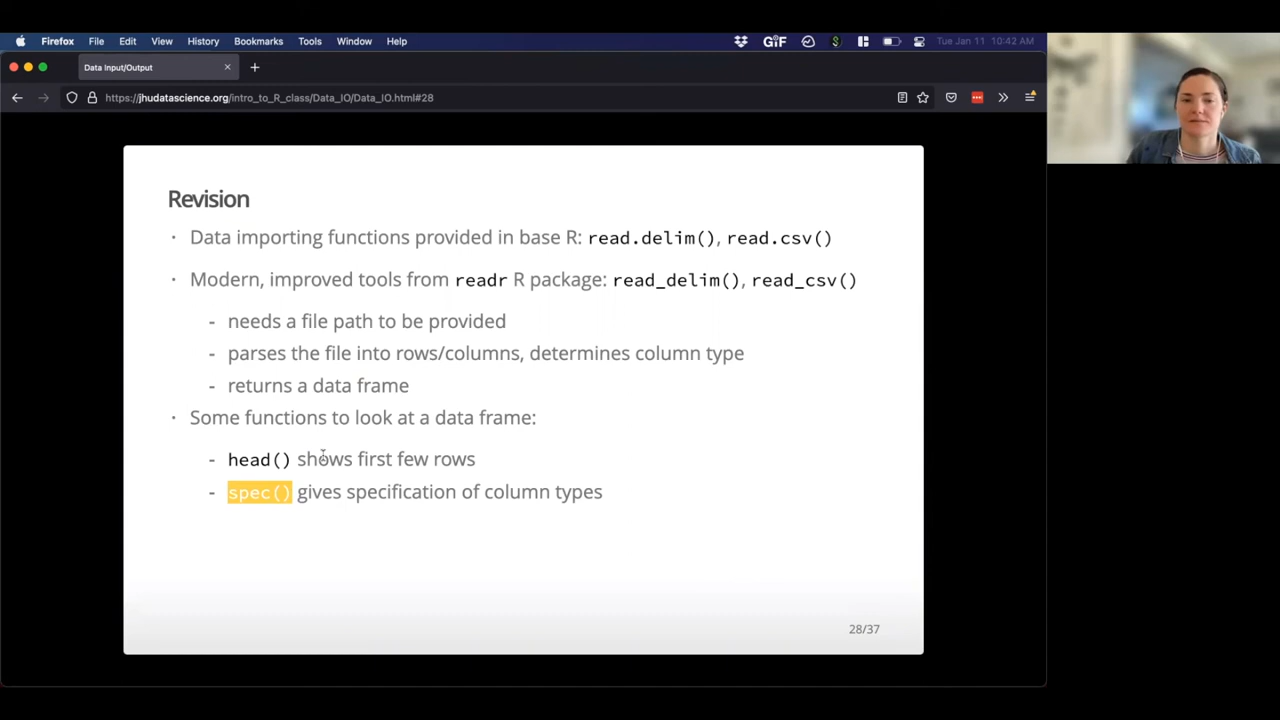 Firefox File Edit View History Bookmarks Tools Window Help GiF Tue Jan 11 10:42 AM
Data Input/Output
https://jhudatascience.org/intro_to_R_class/Data_IO/Data_IO.html#28
Revision
· Data importing functions provided in base R: read.delim(), read.csv()
· Modern, improved tools from readr R package: read_delim(), read_csv()
- needs a file path to be provided
- parses the file into rows/columns, determines column type
- returns a data frame
· Some functions to look at a data frame:
- head() shows first few rows
- spec() gives specification of column types
28/37